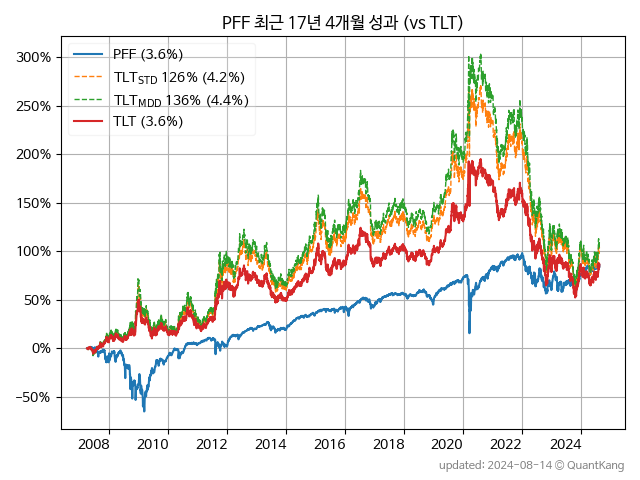 PFF 최근 17년 4개월 성과 (vs TLT)
PFF (3.6%)
TLT_STD 126% (4.2%)
TLT_MDD 136% (4.4%)
TLT (3.6%)
300%
250%
200%
150%
100%
50%
0%
−50%
2008 2010 2012 2014 2016 2018 2020 2022 2024
updated: 2024-08-14 © QuantKang